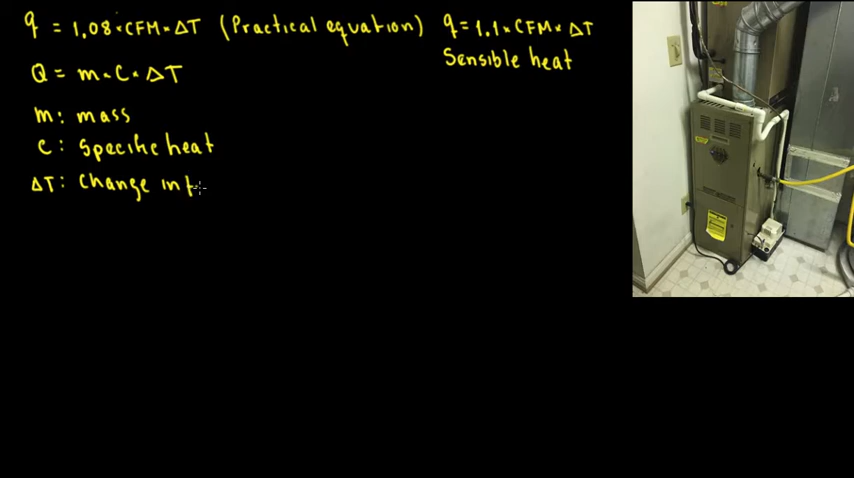 q = 1.08 × CFM × ΔT (Practical equation) q = 1.1 × CFM × ΔT
Sensible heat
Q = m × C × ΔT
m: mass
C: Specific heat
ΔT: Change in t